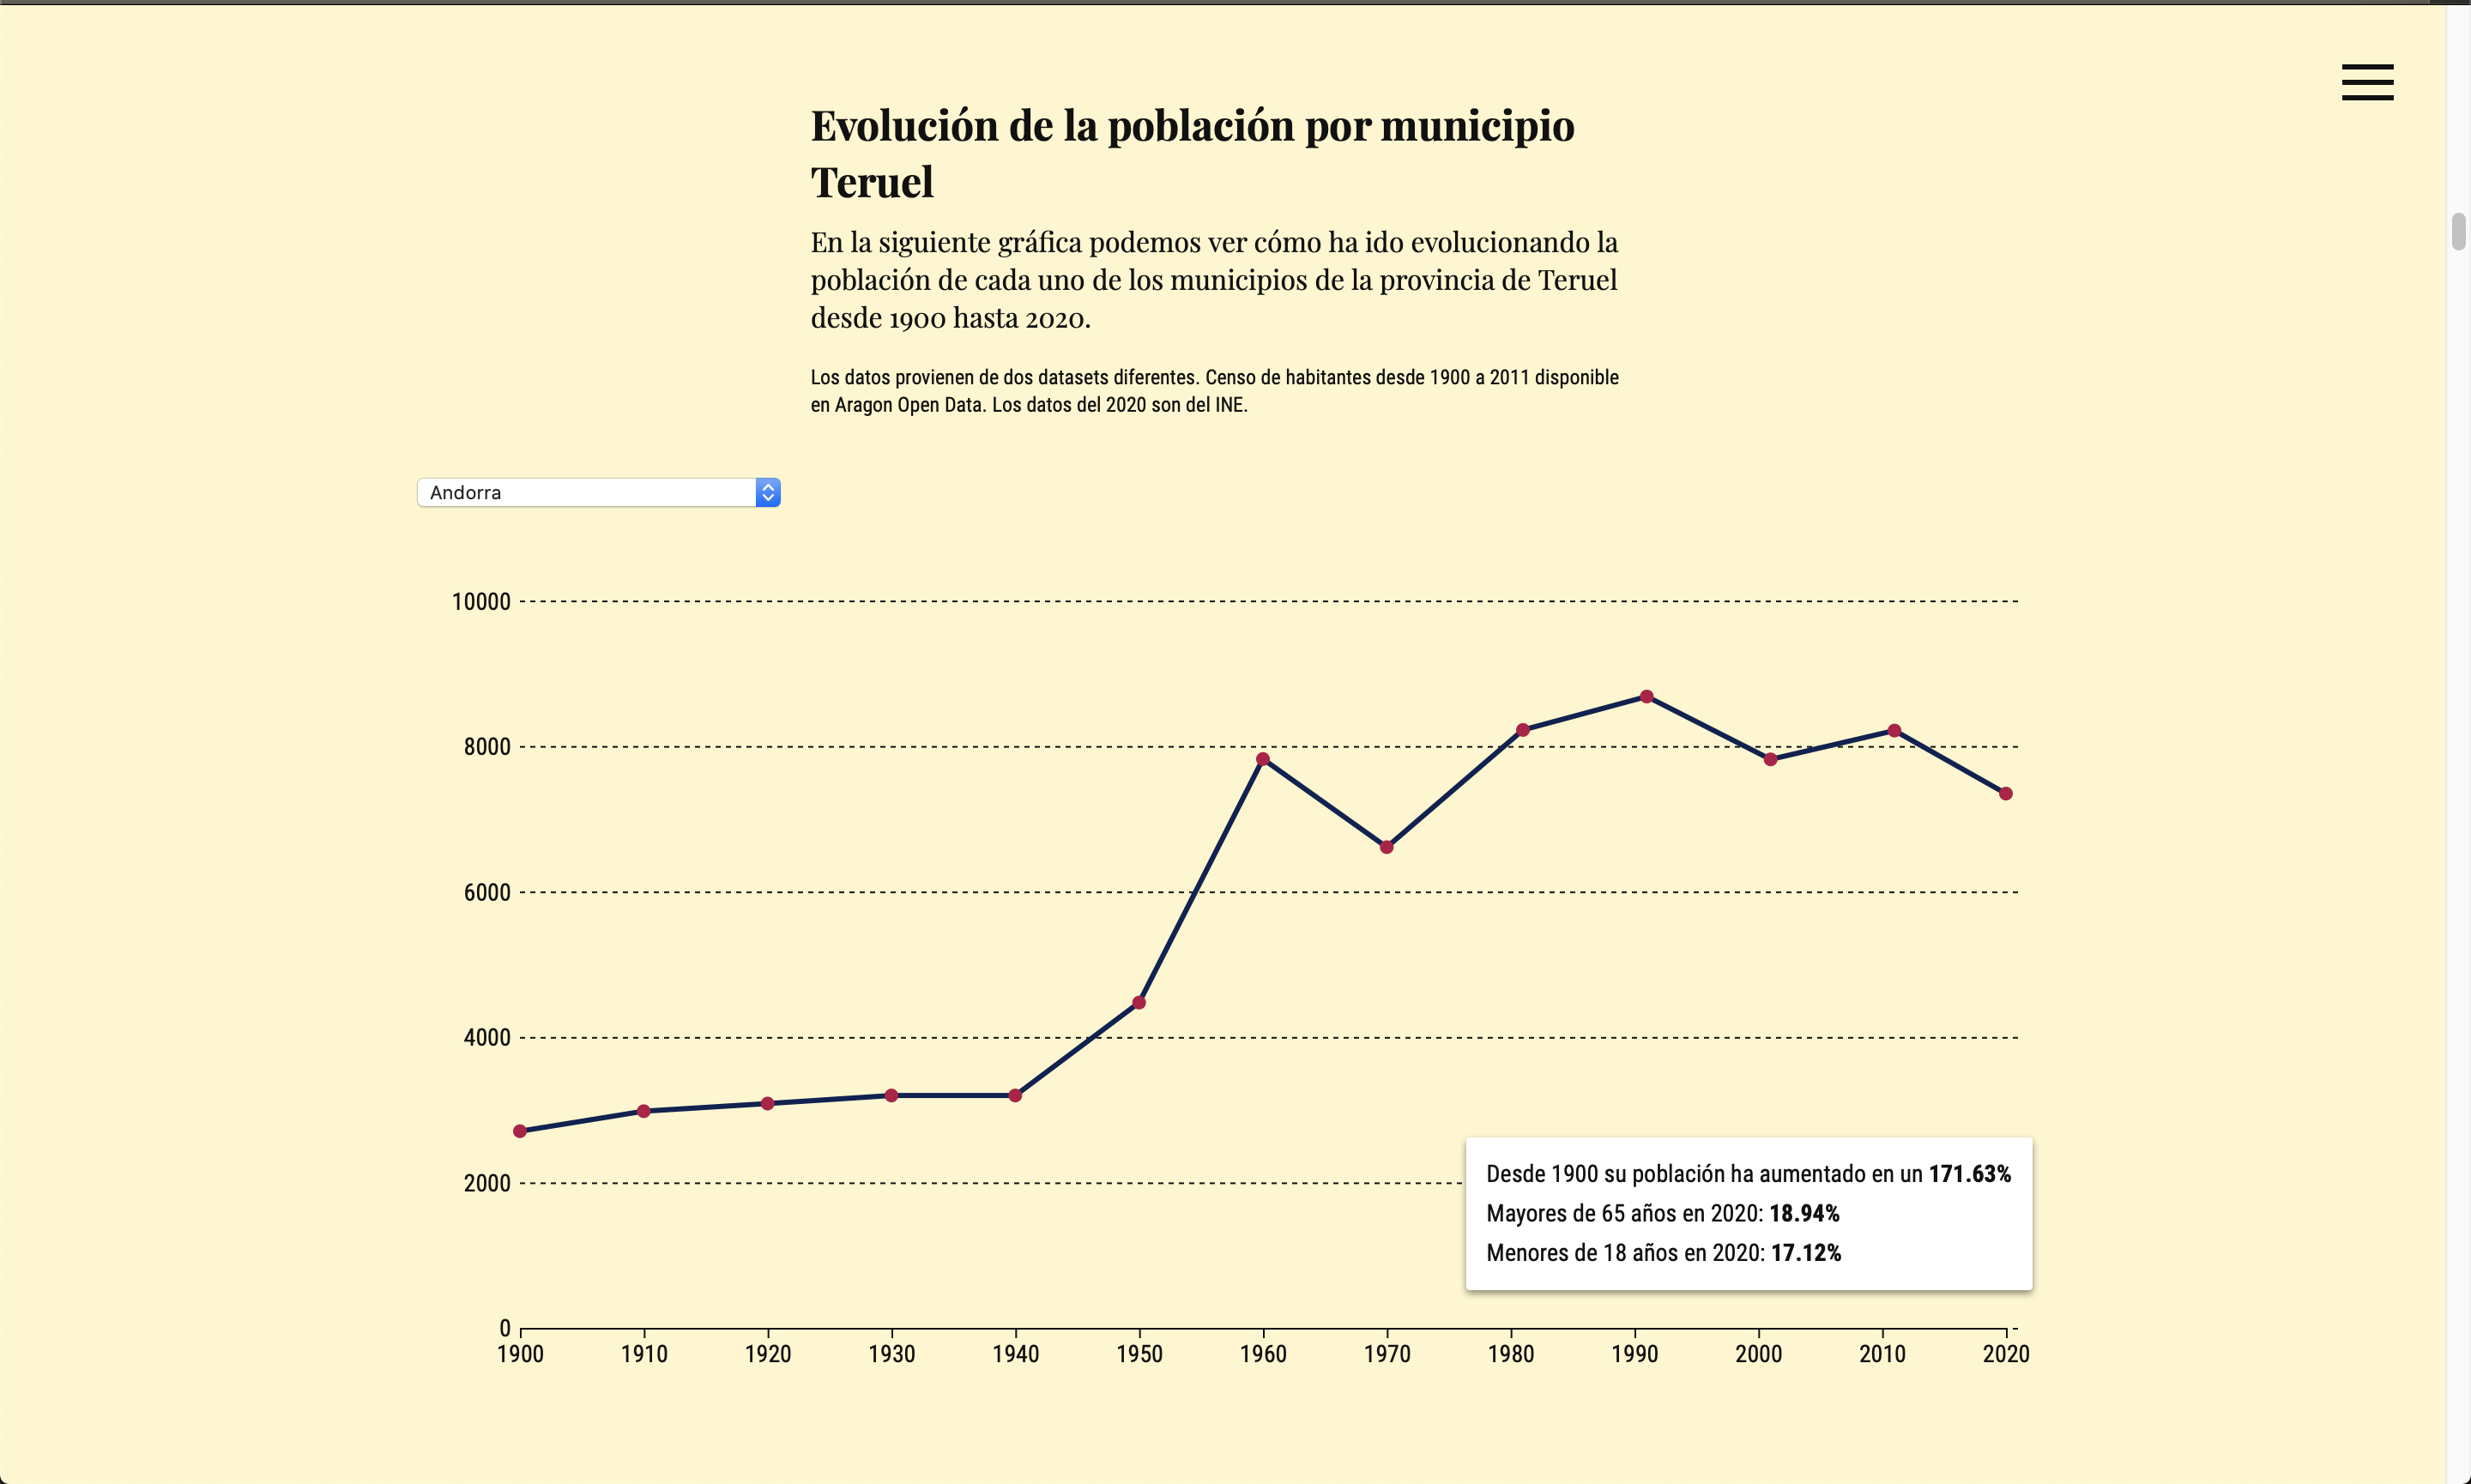 Evolución de la población por municipio
Teruel
En la siguiente gráfica podemos ver cómo ha ido evolucionando la
población de cada uno de los municipios de la provincia de Teruel
desde 1900 hasta 2020.
Los datos provienen de dos datasets diferentes. Censo de habitantes desde 1900 a 2011 disponible
en Aragon Open Data. Los datos del 2020 son del INE.
Andorra
10000
8000
6000
4000
2000
0
Desde 1900 su población ha aumentado en un 171.63%
Mayores de 65 años en 2020: 18.94%
Menores de 18 años en 2020: 17.12%
1900 1910 1920 1930 1940 1950 1960 1970 1980 1990 2000 2010 2020